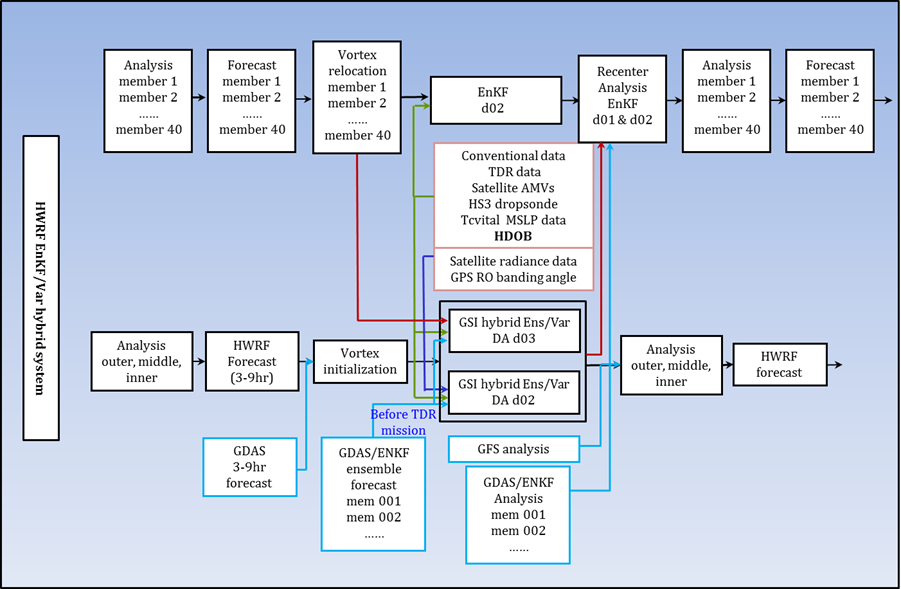 HWRF EnKF/Var hybrid system
Analysis
member 1
member 2
......
member 40
Forecast
member 1
member 2
......
member 40
Vortex
relocation
member 1
member 2
......
member 40
EnKF
d02
Recenter
Analysis
EnKF
d01 & d02
Analysis
member 1
member 2
......
member 40
Forecast
member 1
member 2
......
member 40
Conventional data
TDR data
Satellite AMVs
HS3 dropsonde
Tcvital MSLP data
HDOB
Satellite radiance data
GPS RO banding angle
Analysis
outer, middle,
inner
HWRF
Forecast
(3-9hr)
Vortex
initialization
GSI hybrid Ens/Var
DA d03
GSI hybrid Ens/Var
DA d02
Analysis
outer, middle,
inner
HWRF
forecast
Before TDR
mission
GDAS
3-9hr
forecast
GDAS/ENKF
ensemble
forecast
mem 001
mem 002
......
GFS analysis
GDAS/ENKF
Analysis
mem 001
mem 002
......